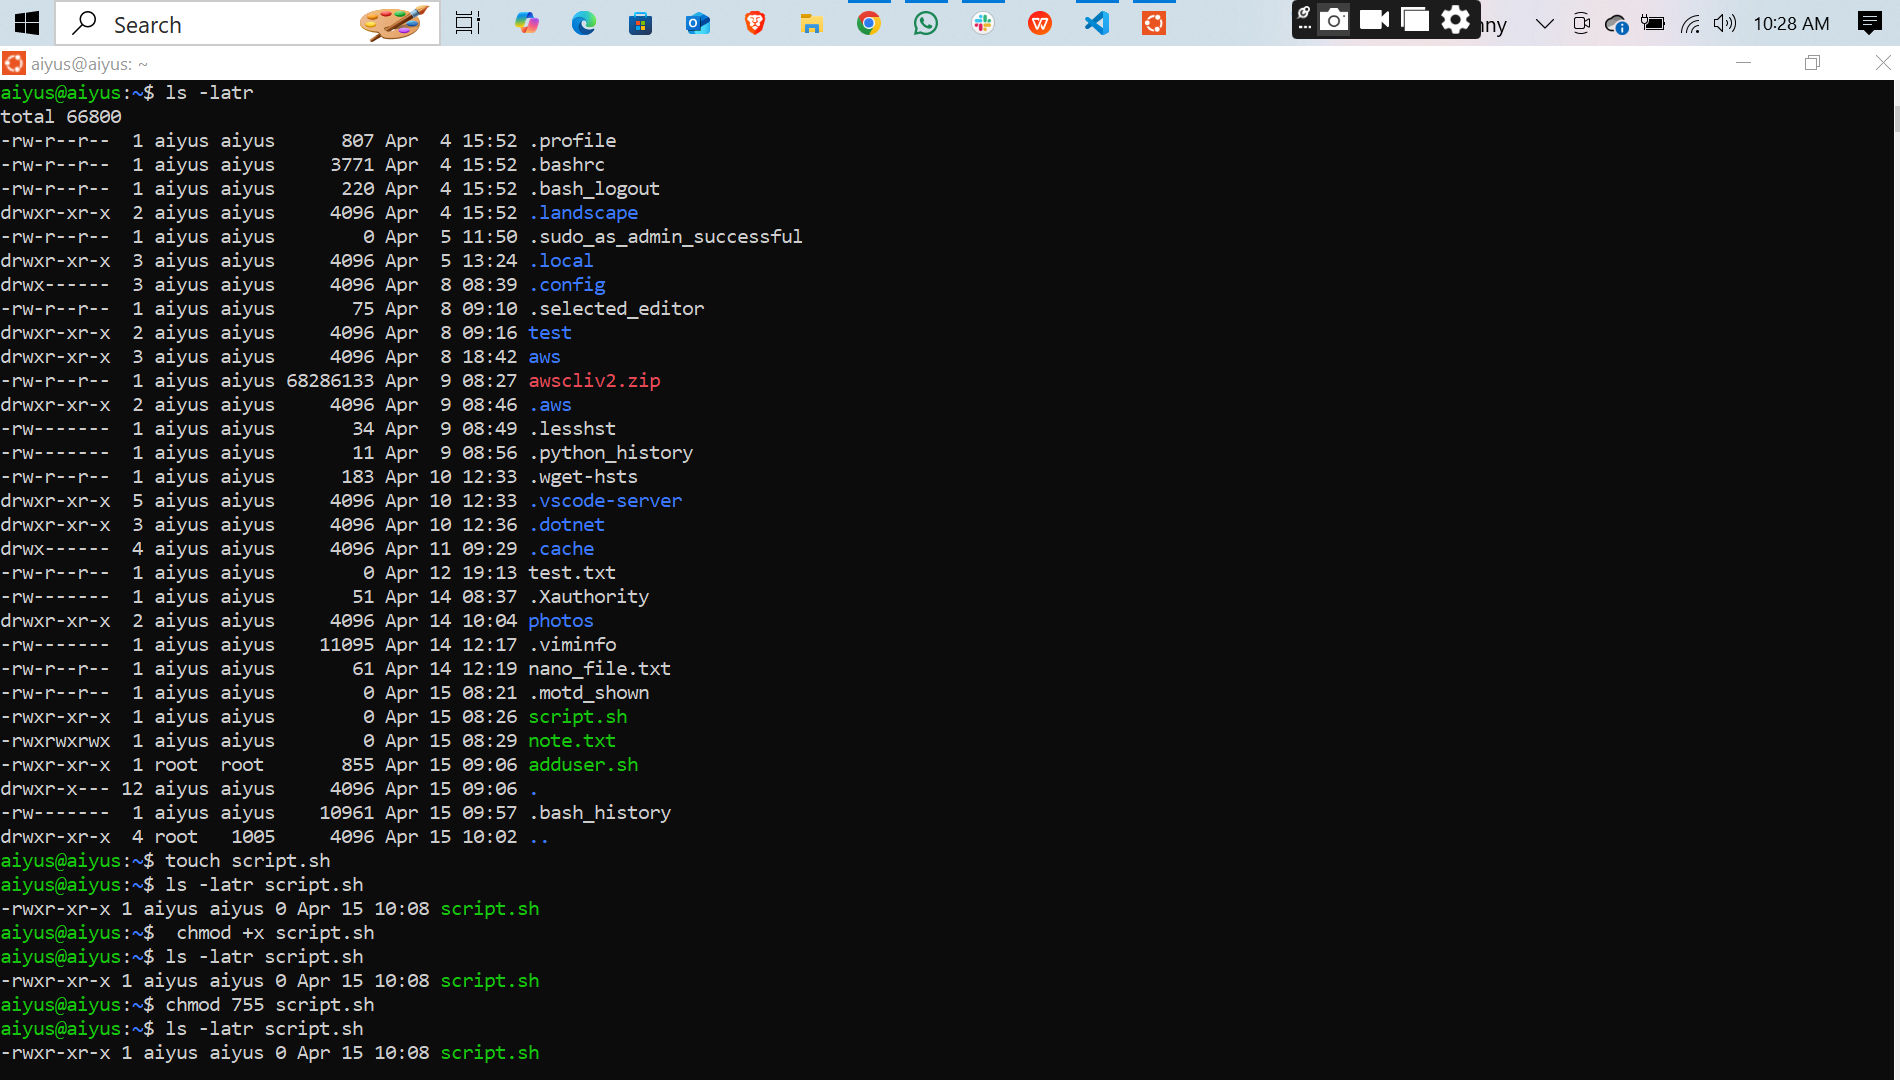 Search
nny
10:28 AM
aiyus@aiyus: ~
aiyus@aiyus:~$ ls -latr
total 66800
-rw-r--r--  1 aiyus aiyus      807 Apr  4 15:52 .profile
-rw-r--r--  1 aiyus aiyus     3771 Apr  4 15:52 .bashrc
-rw-r--r--  1 aiyus aiyus      220 Apr  4 15:52 .bash_logout
drwxr-xr-x  2 aiyus aiyus     4096 Apr  4 15:52 .landscape
-rw-r--r--  1 aiyus aiyus        0 Apr  5 11:50 .sudo_as_admin_successful
drwxr-xr-x  3 aiyus aiyus     4096 Apr  5 13:24 .local
drwx------  3 aiyus aiyus     4096 Apr  8 08:39 .config
-rw-r--r--  1 aiyus aiyus       75 Apr  8 09:10 .selected_editor
drwxr-xr-x  2 aiyus aiyus     4096 Apr  8 09:16 test
drwxr-xr-x  3 aiyus aiyus     4096 Apr  8 18:42 aws
-rw-r--r--  1 aiyus aiyus 68286133 Apr  9 08:27 awscliv2.zip
drwxr-xr-x  2 aiyus aiyus     4096 Apr  9 08:46 .aws
-rw-------  1 aiyus aiyus       34 Apr  9 08:49 .lesshst
-rw-------  1 aiyus aiyus       11 Apr  9 08:56 .python_history
-rw-r--r--  1 aiyus aiyus      183 Apr 10 12:33 .wget-hsts
drwxr-xr-x  5 aiyus aiyus     4096 Apr 10 12:33 .vscode-server
drwxr-xr-x  3 aiyus aiyus     4096 Apr 10 12:36 .dotnet
drwx------  4 aiyus aiyus     4096 Apr 11 09:29 .cache
-rw-r--r--  1 aiyus aiyus        0 Apr 12 19:13 test.txt
-rw-------  1 aiyus aiyus       51 Apr 14 08:37 .Xauthority
drwxr-xr-x  2 aiyus aiyus     4096 Apr 14 10:04 photos
-rw-------  1 aiyus aiyus    11095 Apr 14 12:17 .viminfo
-rw-r--r--  1 aiyus aiyus       61 Apr 14 12:19 nano_file.txt
-rw-r--r--  1 aiyus aiyus        0 Apr 15 08:21 .motd_shown
-rwxr-xr-x  1 aiyus aiyus        0 Apr 15 08:26 script.sh
-rwxrwxrwx  1 aiyus aiyus        0 Apr 15 08:29 note.txt
-rwxr-xr-x  1 root  root       855 Apr 15 09:06 adduser.sh
drwxr-x--- 12 aiyus aiyus     4096 Apr 15 09:06 .
-rw-------  1 aiyus aiyus    10961 Apr 15 09:57 .bash_history
drwxr-xr-x  4 root   1005     4096 Apr 15 10:02 ..
aiyus@aiyus:~$ touch script.sh
aiyus@aiyus:~$ ls -latr script.sh
-rwxr-xr-x 1 aiyus aiyus 0 Apr 15 10:08 script.sh
aiyus@aiyus:~$  chmod +x script.sh
aiyus@aiyus:~$ ls -latr script.sh
-rwxr-xr-x 1 aiyus aiyus 0 Apr 15 10:08 script.sh
aiyus@aiyus:~$ chmod 755 script.sh
aiyus@aiyus:~$ ls -latr script.sh
-rwxr-xr-x 1 aiyus aiyus 0 Apr 15 10:08 script.sh